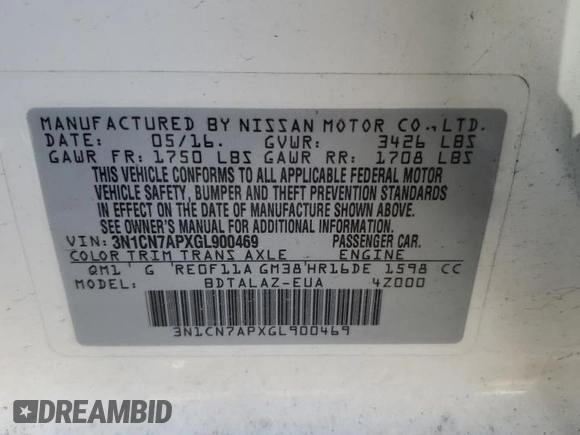 MANUFACTURED BY NISSAN MOTOR CO., LTD.
DATE: 05/16. GVWR: 3426 LBS
GAWR FR: 1750 LBS GAWR RR: 1708 LBS
THIS VEHICLE CONFORMS TO ALL APPLICABLE FEDERAL MOTOR
VEHICLE SAFETY, BUMPER AND THEFT PREVENTION STANDARDS
IN EFFECT ON THE DATE OF MANUFACTURE SHOWN ABOVE.
SEE OWNER'S MANUAL FOR ADDITIONAL INFORMATION.
VIN: 3N1CN7APXGL900469 PASSENGER CAR.
COLOR TRIM TRANS AXLE ENGINE
QM1 G RE0F11A GM38 HR16DE 1598 CC
MODEL: BDTALAZ-EUA 4Z000
3N1CN7APXGL900469
DREAMBID